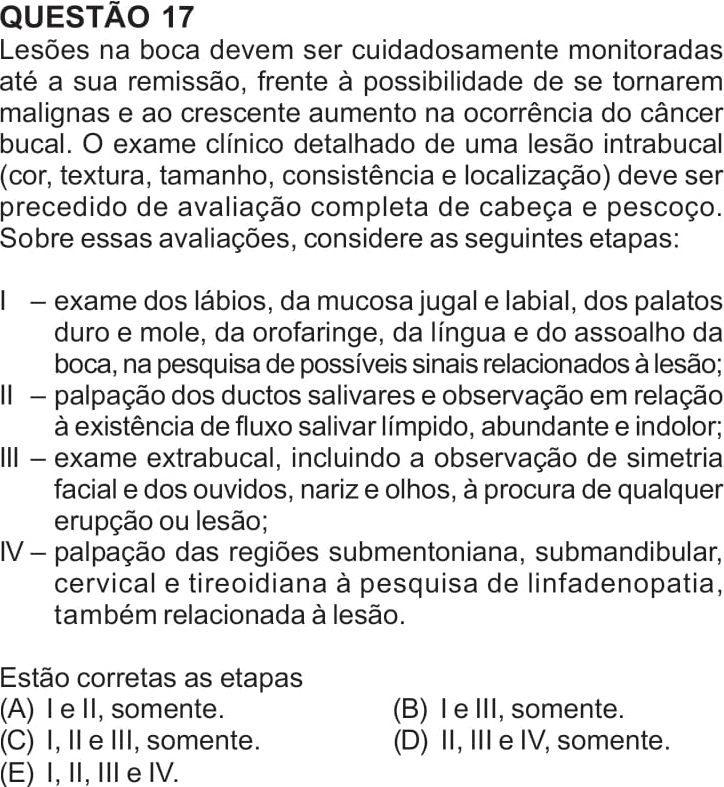 QUESTÃO 17
Lesões na boca devem ser cuidadosamente monitoradas
até a sua remissão, frente à possibilidade de se tornarem
malignas e ao crescente aumento na ocorrência do câncer
bucal. O exame clínico detalhado de uma lesão intrabucal
(cor, textura, tamanho, consistência e localização) deve ser
precedido de avaliação completa de cabeça e pescoço.
Sobre essas avaliações, considere as seguintes etapas:
I – exame dos lábios, da mucosa jugal e labial, dos palatos
duro e mole, da orofaringe, da língua e do assoalho da
boca, na pesquisa de possíveis sinais relacionados à lesão;
II – palpação dos ductos salivares e observação em relação
à existência de fluxo salivar límpido, abundante e indolor;
III – exame extrabucal, incluindo a observação de simetria
facial e dos ouvidos, nariz e olhos, à procura de qualquer
erupção ou lesão;
IV – palpação das regiões submentoniana, submandibular,
cervical e tireoidiana à pesquisa de linfadenopatia,
também relacionada à lesão.
Estão corretas as etapas
(A) I e II, somente. (B) I e III, somente.
(C) I, II e III, somente. (D) II, III e IV, somente.
(E) I, II, III e IV.